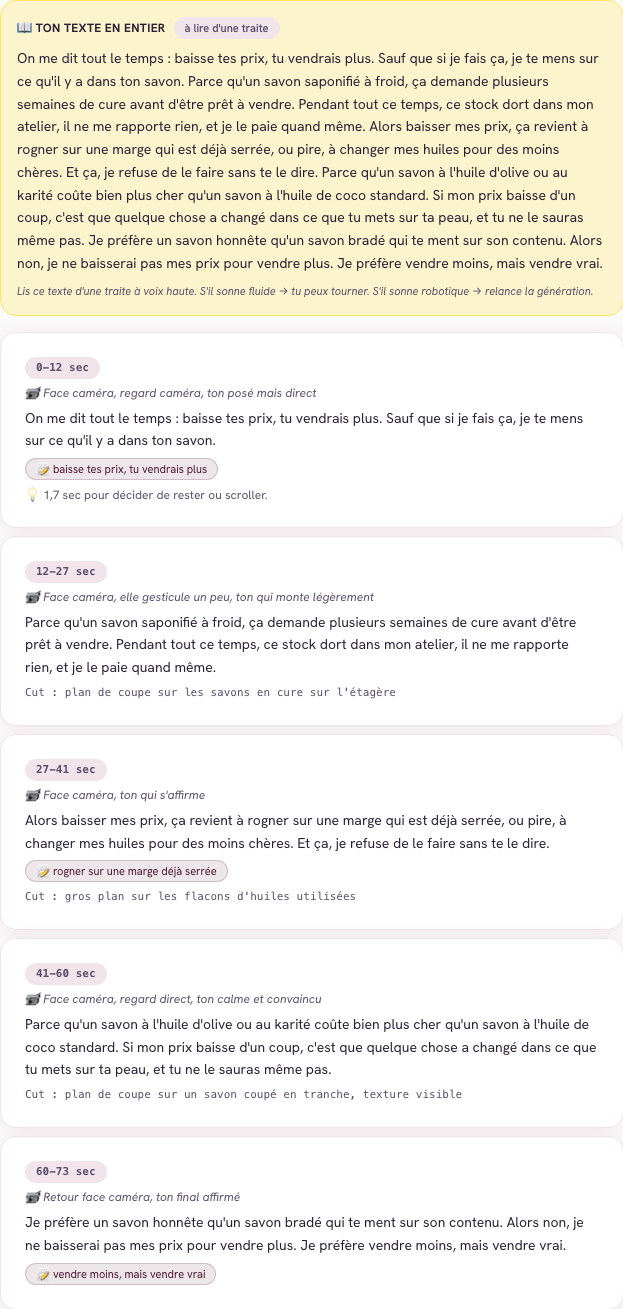 📖 TON TEXTE EN ENTIER à lire d'une traite
On me dit tout le temps : baisse tes prix, tu vendrais plus. Sauf que si je fais ça, je te mens sur
ce qu'il y a dans ton savon. Parce qu'un savon saponifié à froid, ça demande plusieurs
semaines de cure avant d'être prêt à vendre. Pendant tout ce temps, ce stock dort dans mon
atelier, il ne me rapporte rien, et je le paie quand même. Alors baisser mes prix, ça revient à
rogner sur une marge qui est déjà serrée, ou pire, à changer mes huiles pour des moins
chères. Et ça, je refuse de le faire sans te le dire. Parce qu'un savon à l'huile d'olive ou au
karité coûte bien plus cher qu'un savon à l'huile de coco standard. Si mon prix baisse d'un
coup, c'est que quelque chose a changé dans ce que tu mets sur ta peau, et tu ne le sauras
même pas. Je préfère un savon honnête qu'un savon bradé qui te ment sur son contenu. Alors
non, je ne baisserai pas mes prix pour vendre plus. Je préfère vendre moins, mais vendre vrai.
Lis ce texte d'une traite à voix haute. S'il sonne fluide → tu peux tourner. S'il sonne robotique → relance la génération.
0–12 sec
Face caméra, regard caméra, ton posé mais direct
On me dit tout le temps : baisse tes prix, tu vendrais plus. Sauf que si je fais ça, je te mens
sur ce qu'il y a dans ton savon.
baisse tes prix, tu vendrais plus
💡 1,7 sec pour décider de rester ou scroller.
12–27 sec
Face caméra, elle gesticule un peu, ton qui monte légèrement
Parce qu'un savon saponifié à froid, ça demande plusieurs semaines de cure avant d'être
prêt à vendre. Pendant tout ce temps, ce stock dort dans mon atelier, il ne me rapporte
rien, et je le paie quand même.
Cut : plan de coupe sur les savons en cure sur l'étagère
27–41 sec
Face caméra, ton qui s'affirme
Alors baisser mes prix, ça revient à rogner sur une marge qui est déjà serrée, ou pire, à
changer mes huiles pour des moins chères. Et ça, je refuse de le faire sans te le dire.
rogner sur une marge déjà serrée
Cut : gros plan sur les flacons d'huiles utilisées
41–60 sec
Face caméra, regard direct, ton calme et convaincu
Parce qu'un savon à l'huile d'olive ou au karité coûte bien plus cher qu'un savon à l'huile de
coco standard. Si mon prix baisse d'un coup, c'est que quelque chose a changé dans ce que
tu mets sur ta peau, et tu ne le sauras même pas.
Cut : plan de coupe sur un savon coupé en tranche, texture visible
60–73 sec
Retour face caméra, ton final affirmé
Je préfère un savon honnête qu'un savon bradé qui te ment sur son contenu. Alors non, je
ne baisserai pas mes prix pour vendre plus. Je préfère vendre moins, mais vendre vrai.
vendre moins, mais vendre vrai